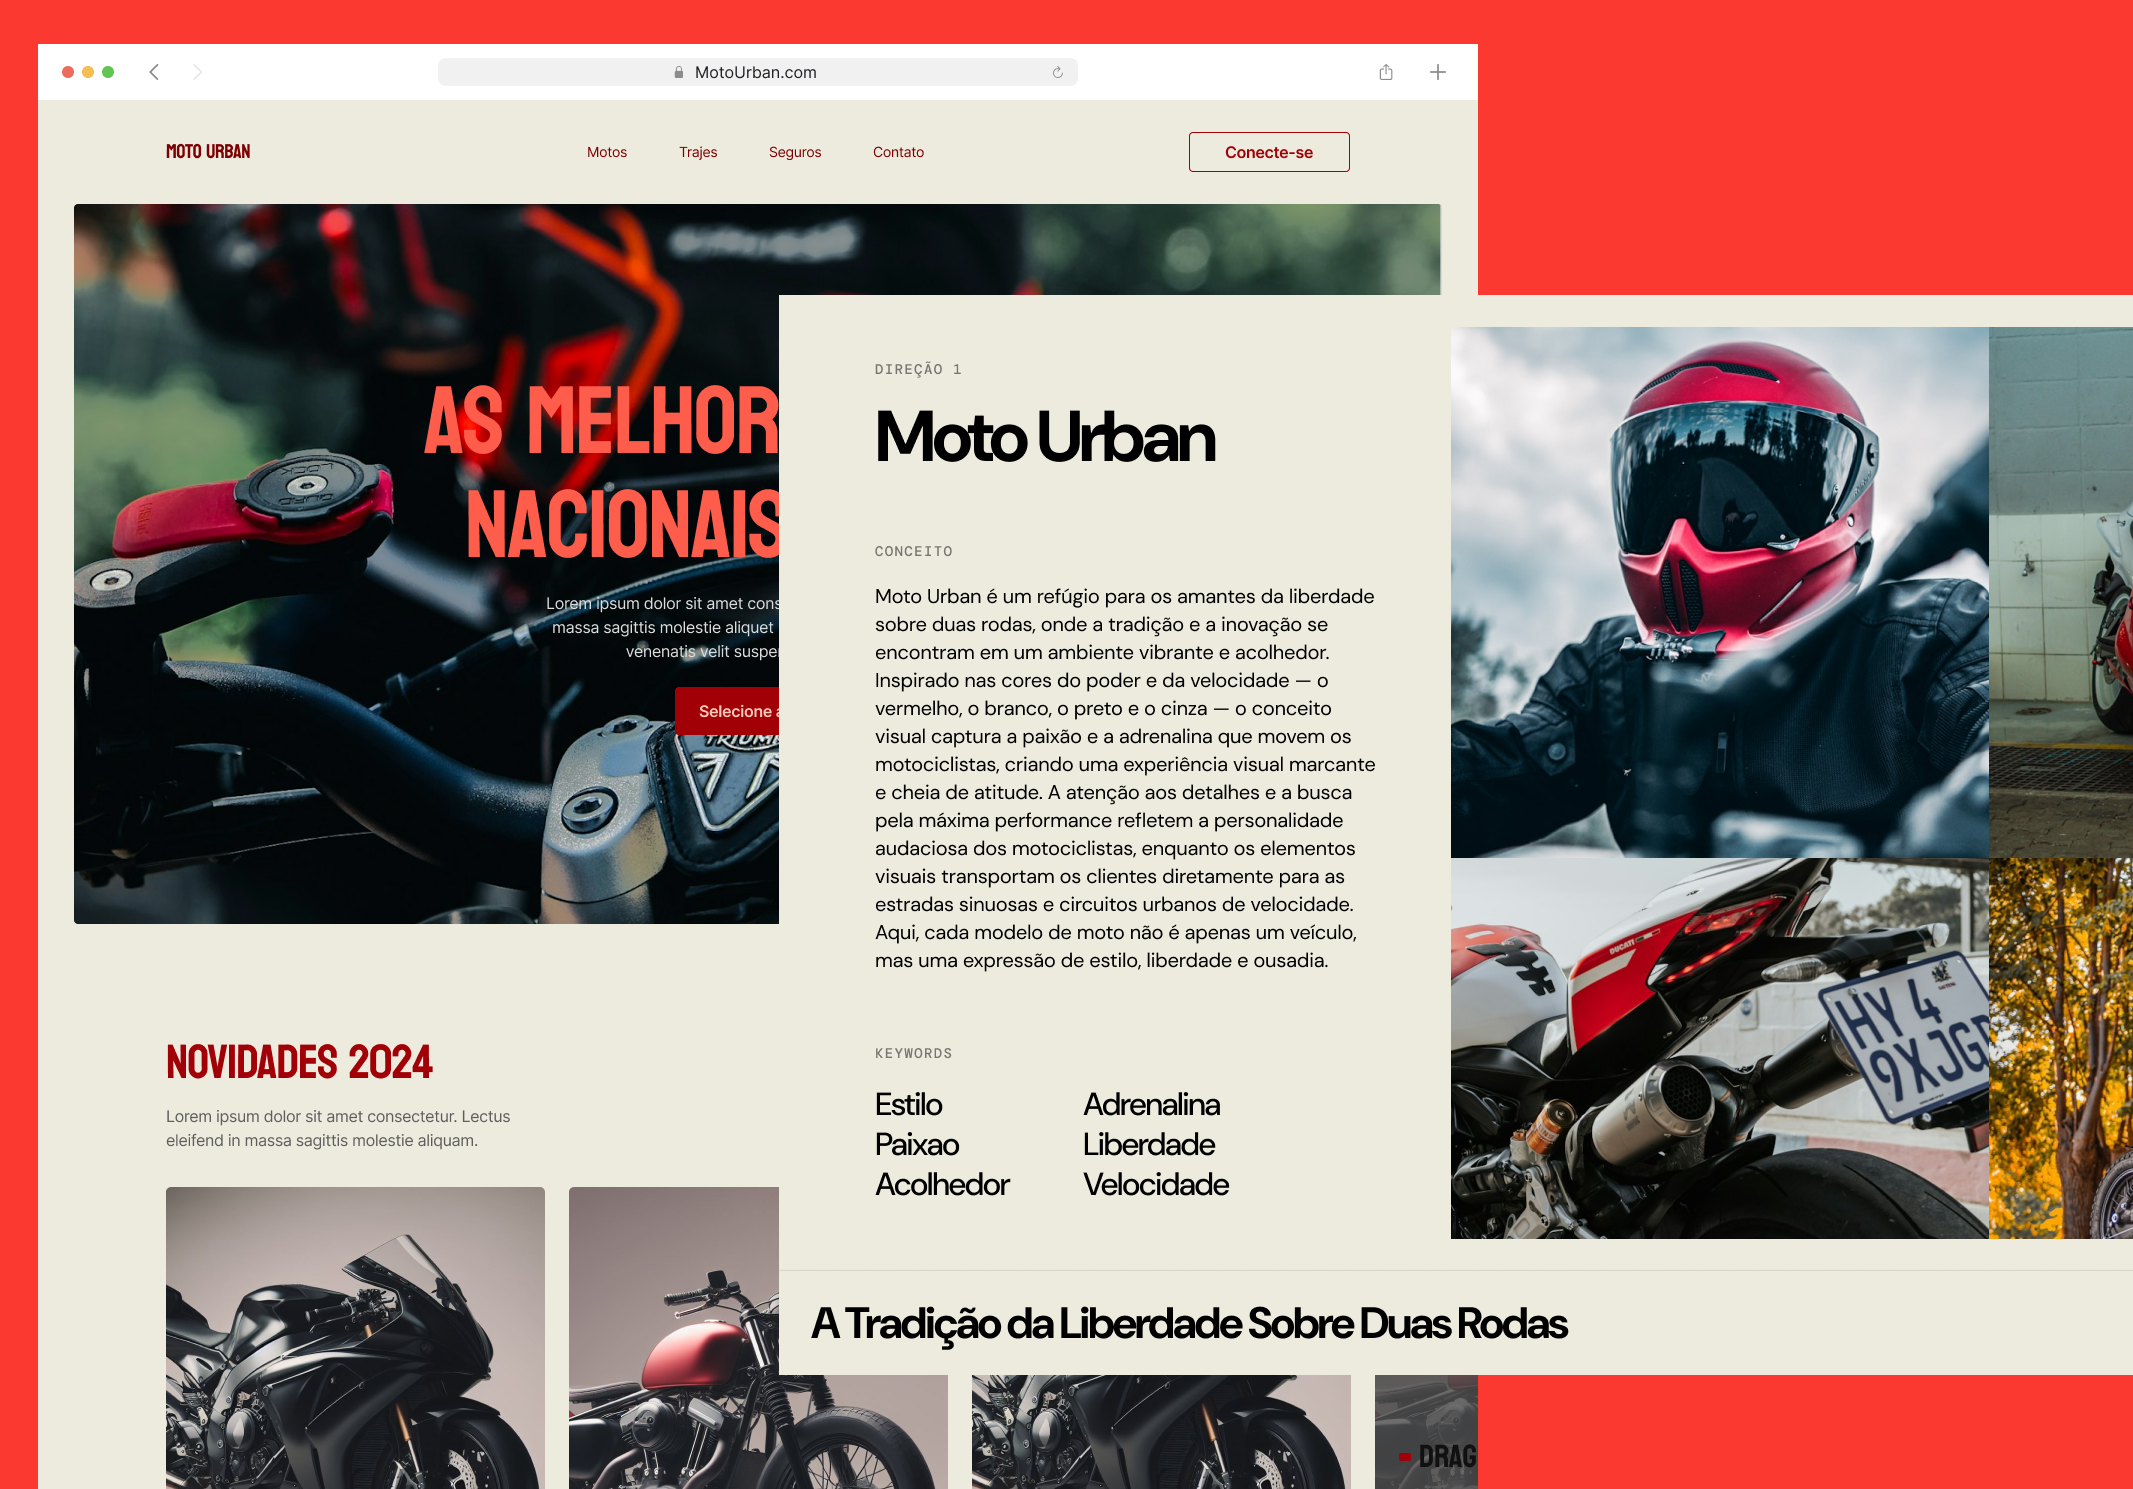 MotoUrban.com
MOTO URBAN
Motos
Trajes
Seguros
Contato
Conecte-se
AS MELHOR
NACIONAIS
Lorem ipsum dolor sit amet cons
massa sagittis molestie aliquet
venenatis velit susper
Selecione a
LOCK
QUAD
TRIUMPH
DIREÇÃO 1
Moto Urban
CONCEITO
Moto Urban é um refúgio para os amantes da liberdade
sobre duas rodas, onde a tradição e a inovação se
encontram em um ambiente vibrante e acolhedor.
Inspirado nas cores do poder e da velocidade — o
vermelho, o branco, o preto e o cinza — o conceito
visual captura a paixão e a adrenalina que movem os
motociclistas, criando uma experiência visual marcante
e cheia de atitude. A atenção aos detalhes e a busca
pela máxima performance refletem a personalidade
audaciosa dos motociclistas, enquanto os elementos
visuais transportam os clientes diretamente para as
estradas sinuosas e circuitos urbanos de velocidade.
Aqui, cada modelo de moto não é apenas um veículo,
mas uma expressão de estilo, liberdade e ousadia.
KEYWORDS
Estilo
Paixao
Acolhedor
Adrenalina
Liberdade
Velocidade
DUCATI
HY 4
9XJGD
A Tradição da Liberdade Sobre Duas Rodas
NOVIDADES 2024
Lorem ipsum dolor sit amet consectetur. Lectus
eleifend in massa sagittis molestie aliquam.
DRAG